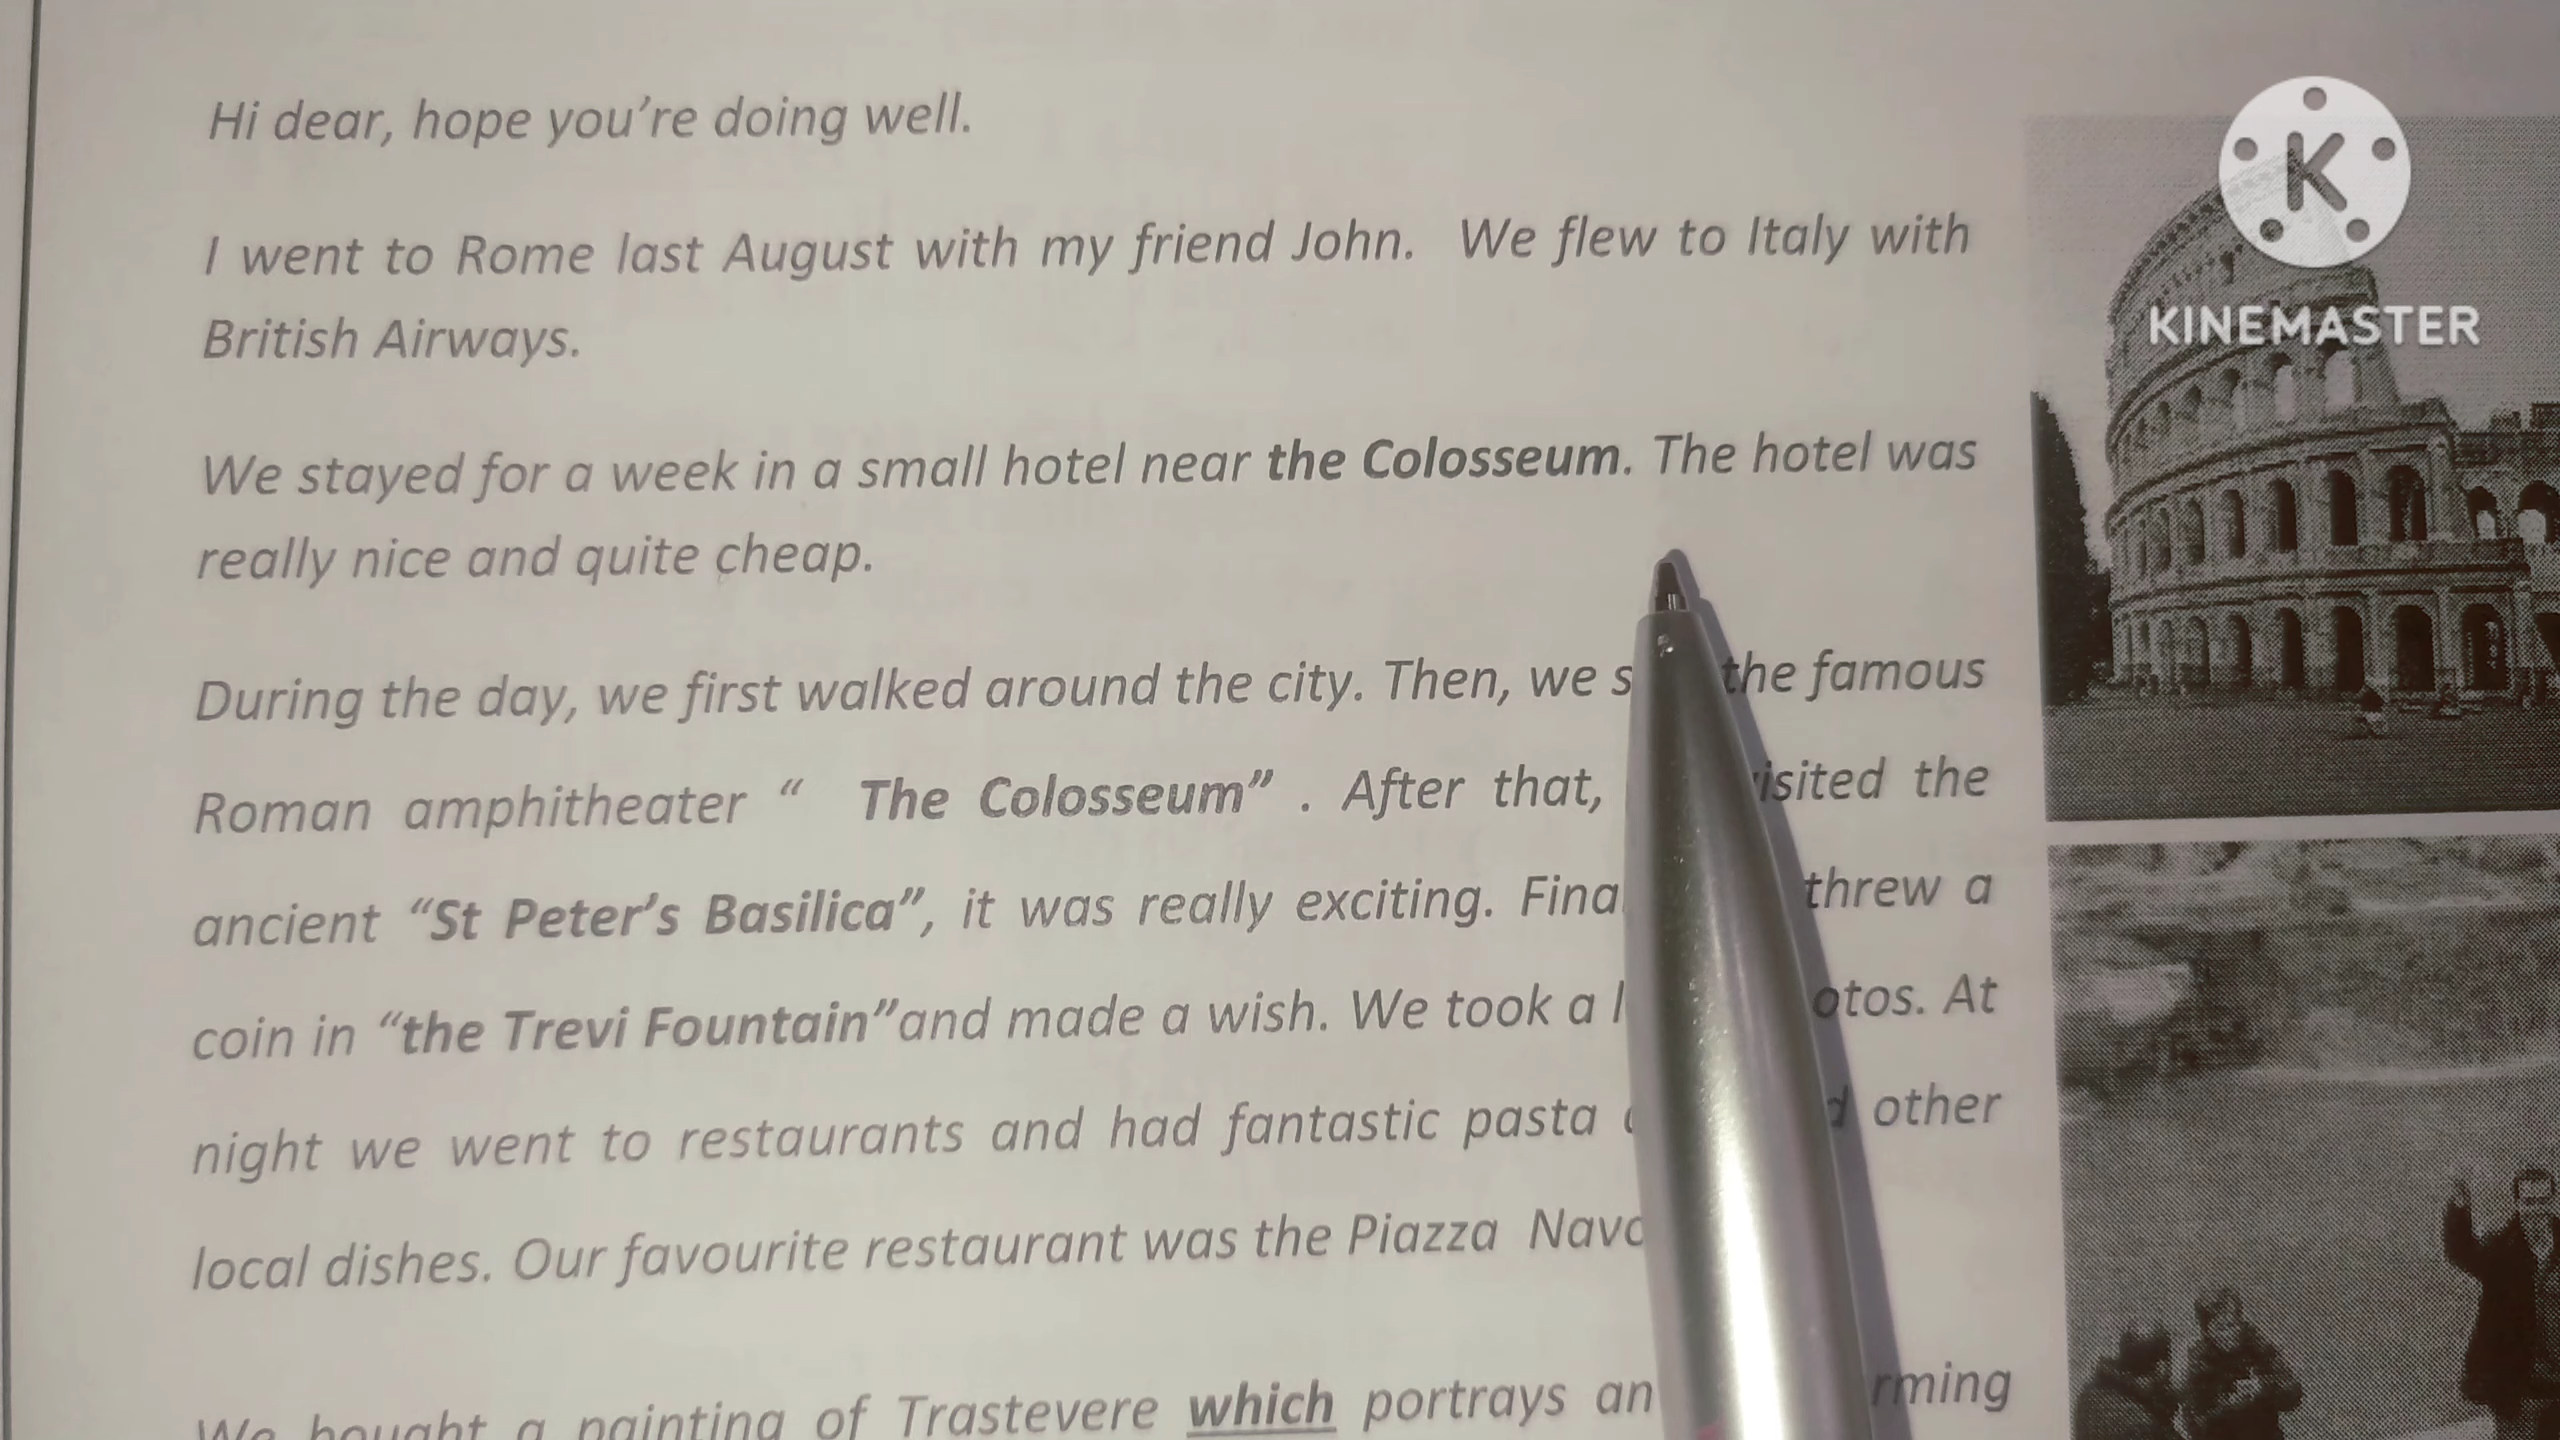 Hi dear, hope you're doing well.
I went to Rome last August with my friend John. We flew to Italy with
British Airways.
We stayed for a week in a small hotel near the Colosseum. The hotel was
really nice and quite cheap.
During the day, we first walked around the city. Then, we the famous
Roman amphitheater “ The Colosseum” . After that, the
ancient “St Peter's Basilica”, it was really exciting. threw a
coin in “the Trevi Fountain”and made a wish. We took a At
night we went to restaurants and had fantastic pasta other
local dishes. Our favourite restaurant was the Piazza
We bought a painting of Trastevere which portrays
K
KINEMASTER